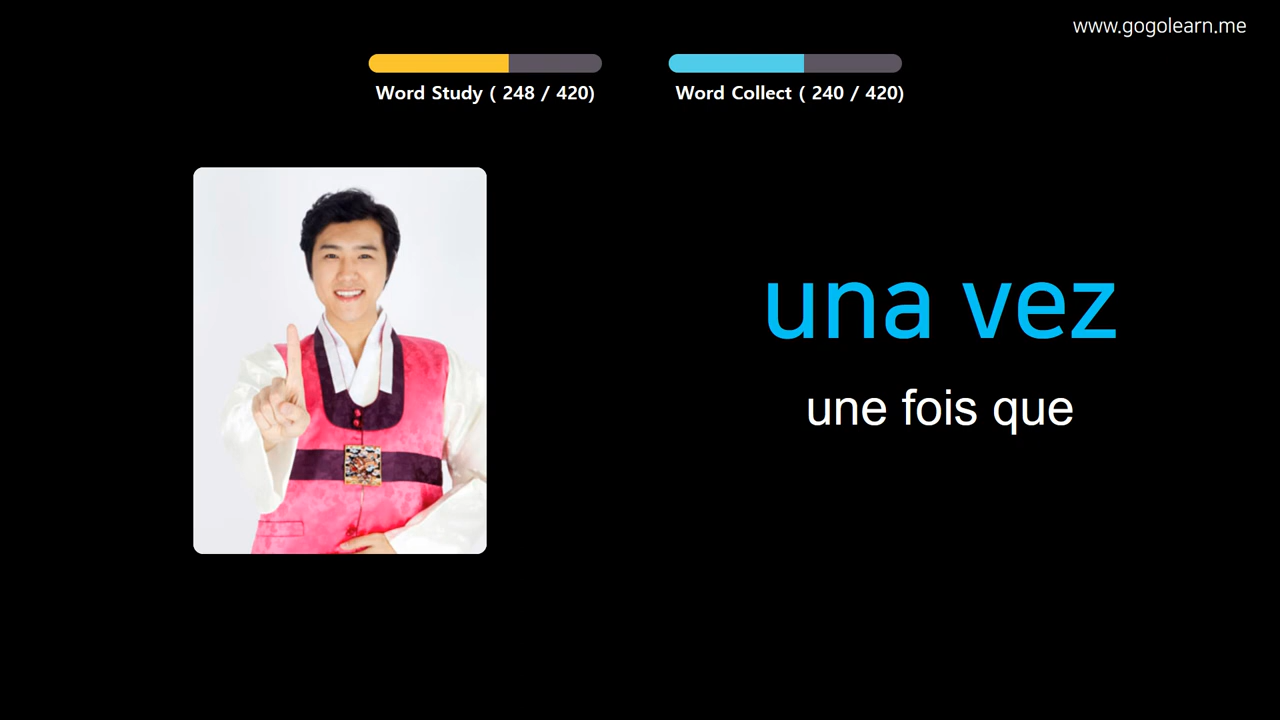 www.gogolearn.me
Word Study ( 248 / 420)
Word Collect ( 240 / 420)
una vez
une fois que